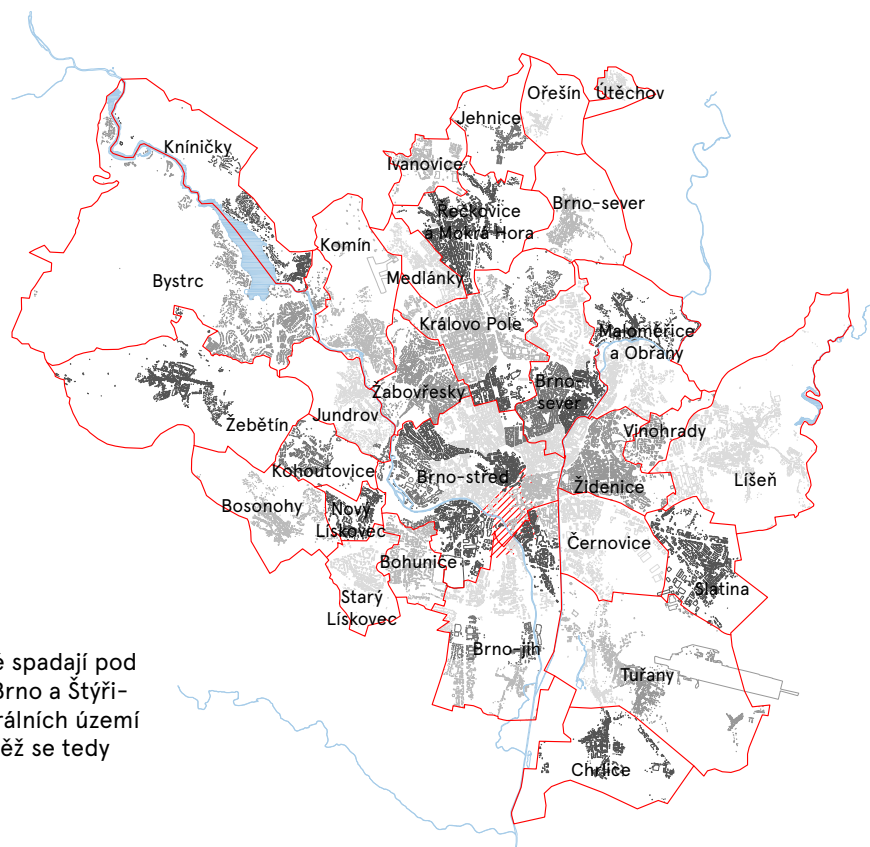 Ořešín
Útěchov
Jehnice
Kníničky
Ivanovice
Brno-sever
Řečkovice
a Mokrá Hora
Komín
Medlánky
Bystrc
Královo Pole
Maloměřice
a Obřany
Žabovřesky
Brno-
sever
Jundrov
Žebětín
Vinohrady
Kohoutovice
Brno-střed
Židenice
Líšeň
Bosonohy
Nový
Lískovec
Černovice
Bohunice
Slatina
Starý
Lískovec
Brno-jih
é spadají pod
Brno a Štýři-
rálních území
ěž se tedy
Tuřany
Chrlice